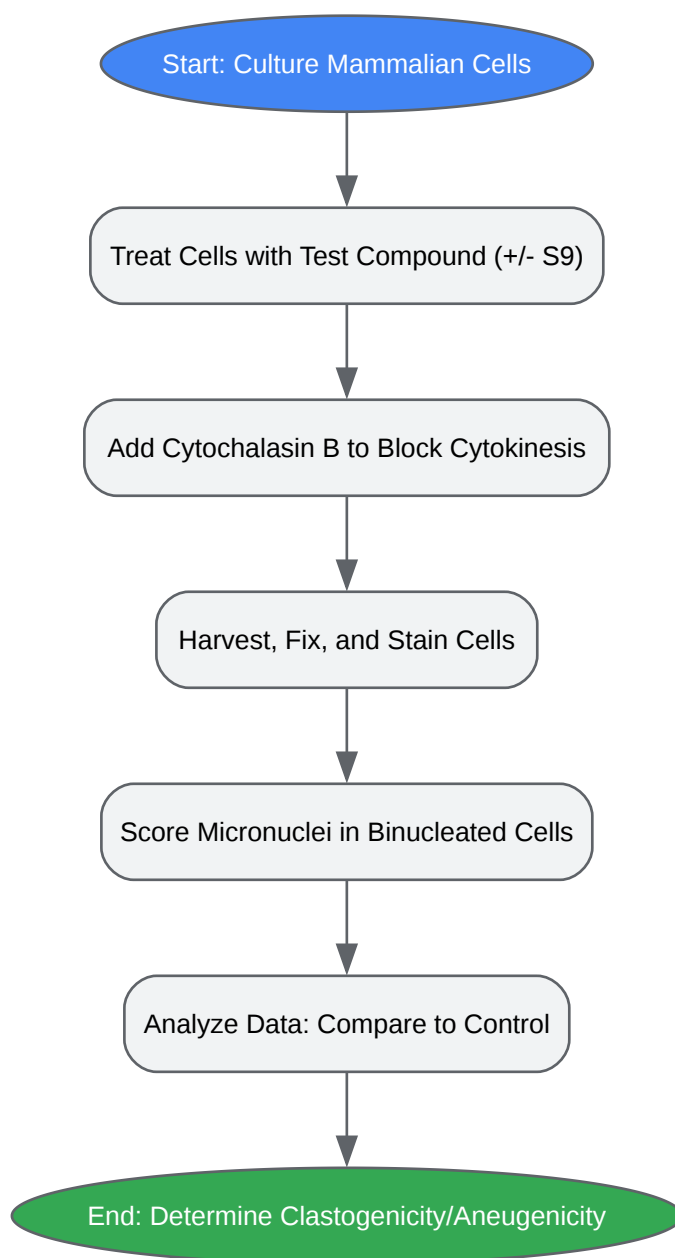 Start: Culture Mammalian Cells
Treat Cells with Test Compound (+/- S9)
Add Cytochalasin B to Block Cytokinesis
Harvest, Fix, and Stain Cells
Score Micronuclei in Binucleated Cells
Analyze Data: Compare to Control
End: Determine Clastogenicity/Aneugenicity